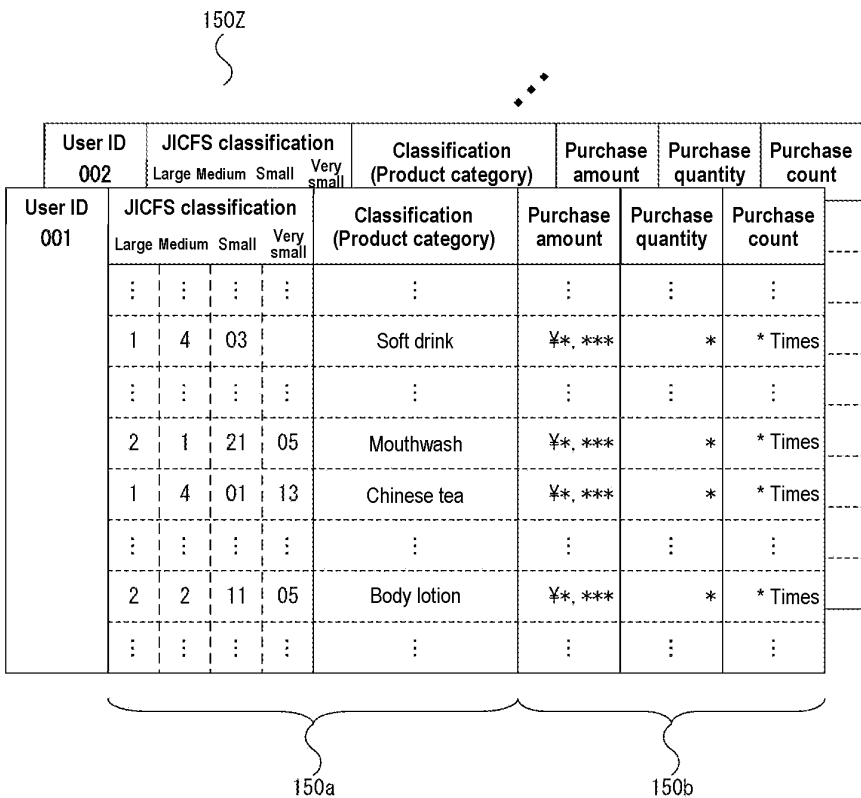 150Z
User ID JICFS classification Classification Purchase Purchase Purchase
002 Large Medium Small Very small (Product category) amount quantity count
User ID JICFS classification Classification Purchase Purchase Purchase
001 Large Medium Small Very small (Product category) amount quantity count
1 4 03 Soft drink ¥*,*** * * Times
2 1 21 05 Mouthwash ¥*,*** * * Times
1 4 01 13 Chinese tea ¥*,*** * * Times
2 2 11 05 Body lotion ¥*,*** * * Times
150a 150b